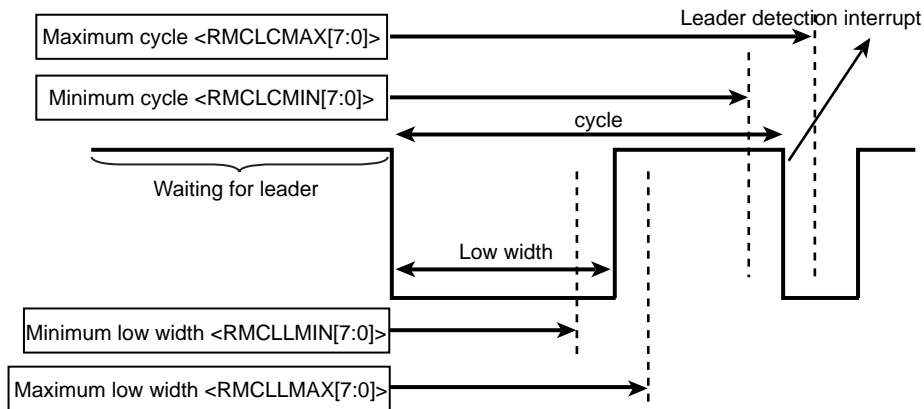 Leader detection interrupt
Maximum cycle <RMCLCMAX[7:0]>
Minimum cycle <RMCLCMIN[7:0]>
cycle
Waiting for leader
Low width
Minimum low width <RMCLLMIN[7:0]>
Maximum low width <RMCLLMAX[7:0]>